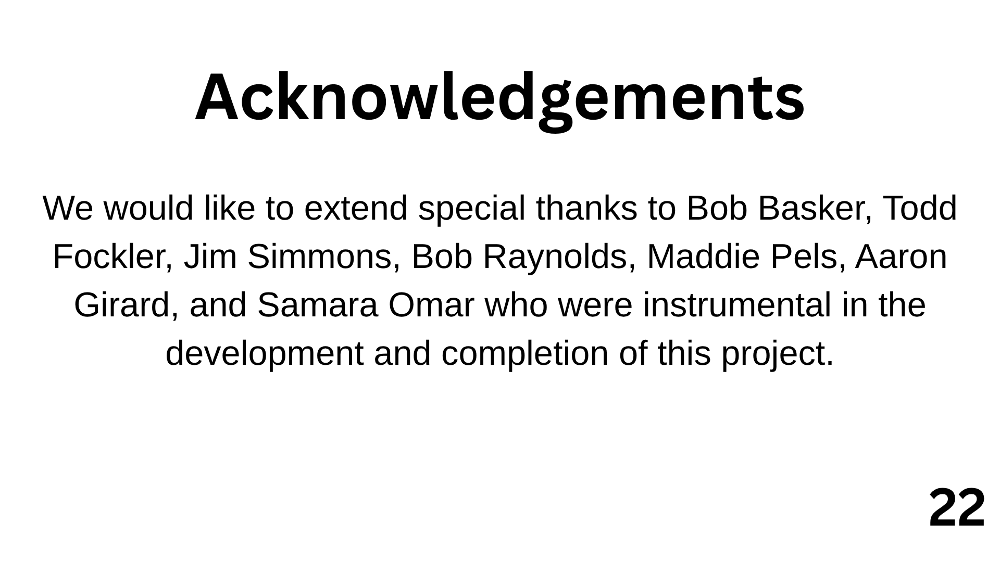 Acknowledgements
We would like to extend special thanks to Bob Basker, Todd
Fockler, Jim Simmons, Bob Raynolds, Maddie Pels, Aaron
Girard, and Samara Omar who were instrumental in the
development and completion of this project.
22